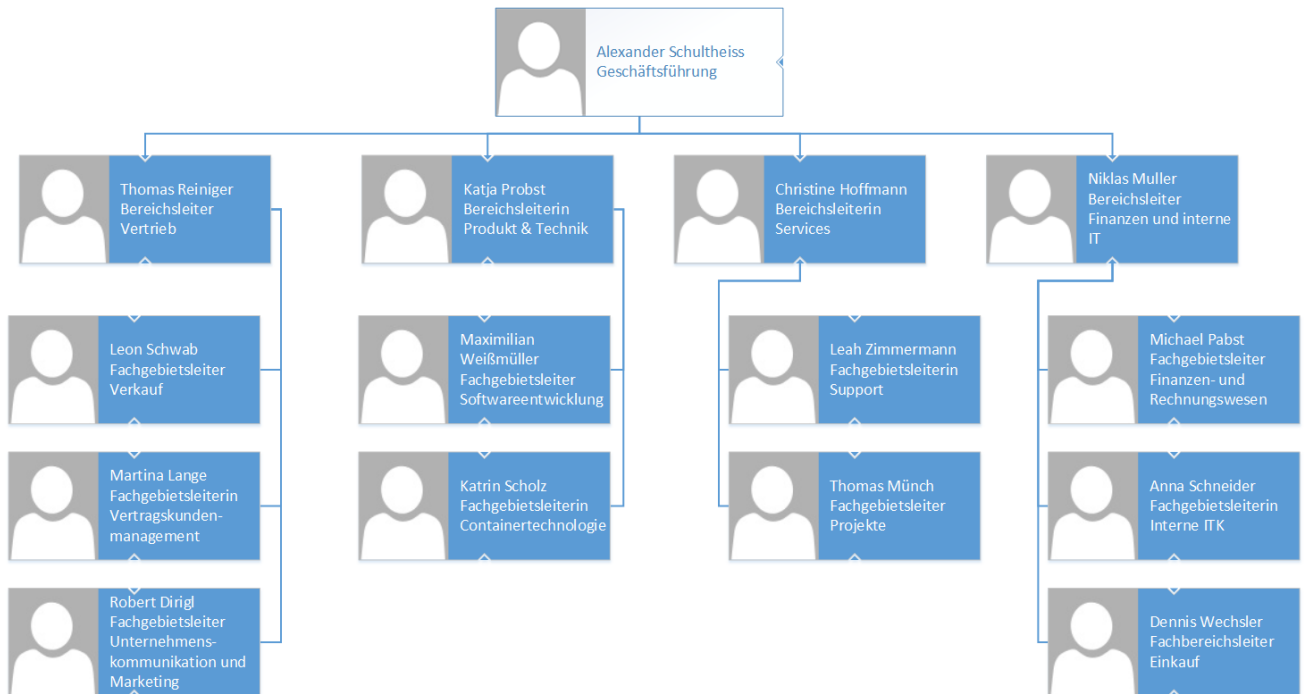 Alexander Schultheiss
Geschäftsführung
Thomas Reiniger
Bereichsleiter
Vertrieb
Katja Probst
Bereichsleiterin
Produkt & Technik
Christine Hoffmann
Bereichsleiterin
Services
Niklas Muller
Bereichsleiter
Finanzen und interne
IT
Leon Schwab
Fachgebietsleiter
Verkauf
Maximilian
Weißmüller
Fachgebietsleiter
Softwareentwicklung
Leah Zimmermann
Fachgebietsleiterin
Support
Michael Pabst
Fachgebietsleiter
Finanzen- und
Rechnungswesen
Martina Lange
Fachgebietsleiterin
Vertragskunden-
management
Katrin Scholz
Fachgebietsleiterin
Containertechnologie
Thomas Münch
Fachgebietsleiter
Projekte
Anna Schneider
Fachgebietsleiterin
Interne ITK
Robert Dirigl
Fachgebietsleiter
Unternehmens-
kommunikation und
Marketing
Dennis Wechsler
Fachbereichsleiter
Einkauf